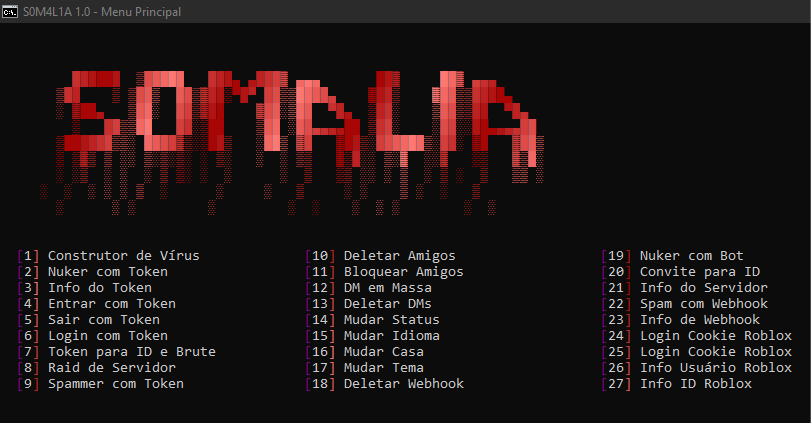 C:\. S0M4L1A 1.0 - Menu Principal
SOMALIA
[1] Construtor de Vírus
[2] Nuker com Token
[3] Info do Token
[4] Entrar com Token
[5] Sair com Token
[6] Login com Token
[7] Token para ID e Brute
[8] Raid de Servidor
[9] Spammer com Token
[10] Deletar Amigos
[11] Bloquear Amigos
[12] DM em Massa
[13] Deletar DMs
[14] Mudar Status
[15] Mudar Idioma
[16] Mudar Casa
[17] Mudar Tema
[18] Deletar Webhook
[19] Nuker com Bot
[20] Convite para ID
[21] Info do Servidor
[22] Spam com Webhook
[23] Info de Webhook
[24] Login Cookie Roblox
[25] Login Cookie Roblox
[26] Info Usuário Roblox
[27] Info ID Roblox